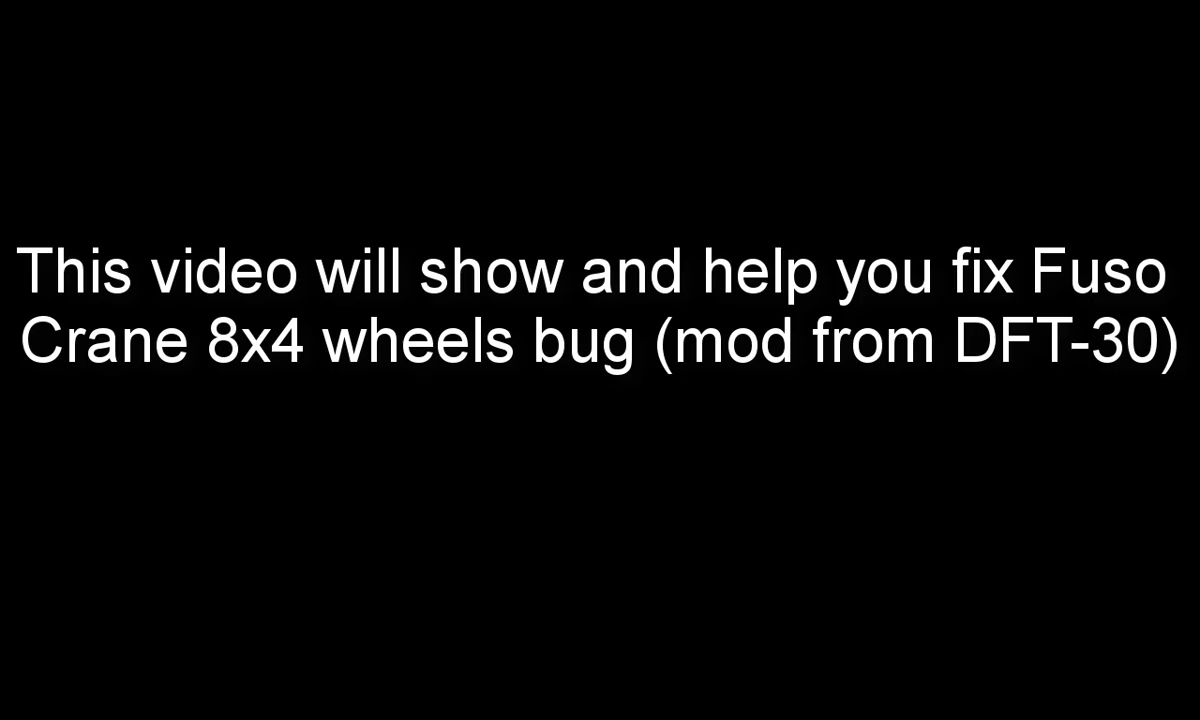 This video will show and help you fix Fuso
Crane 8x4 wheels bug (mod from DFT-30)